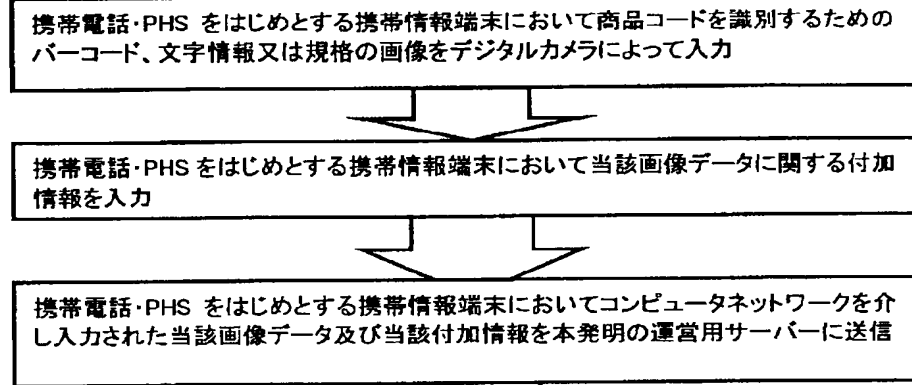 携帯電話・PHS をはじめとする携帯情報端末において商品コードを識別するための
バーコード、文字情報又は規格の画像をデジタルカメラによって入力
携帯電話・PHS をはじめとする携帯情報端末において当該画像データに関する付加
情報を入力
携帯電話・PHS をはじめとする携帯情報端末においてコンピュータネットワークを介
し入力された当該画像データ及び当該付加情報を本発明の運営用サーバーに送信